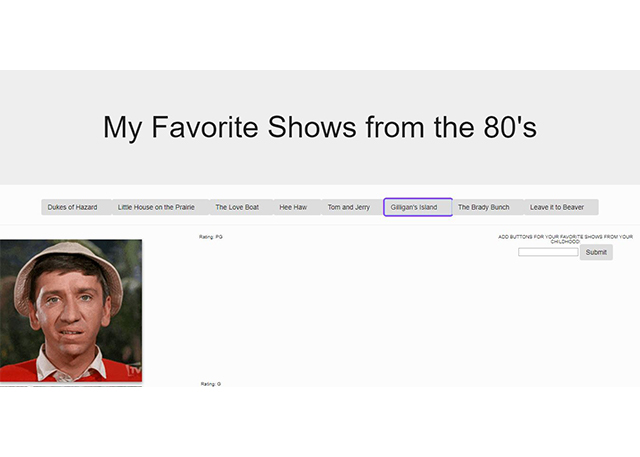 My Favorite Shows from the 80's
Dukes of Hazard
Little House on the Prairie
The Love Boat
Hee Haw
Tom and Jerry
Gilligan's Island
The Brady Bunch
Leave it to Beaver
Rating: PG
ADD BUTTONS FOR YOUR FAVORITE SHOWS FROM YOUR
CHILDHOOD
Submit
Rating: G